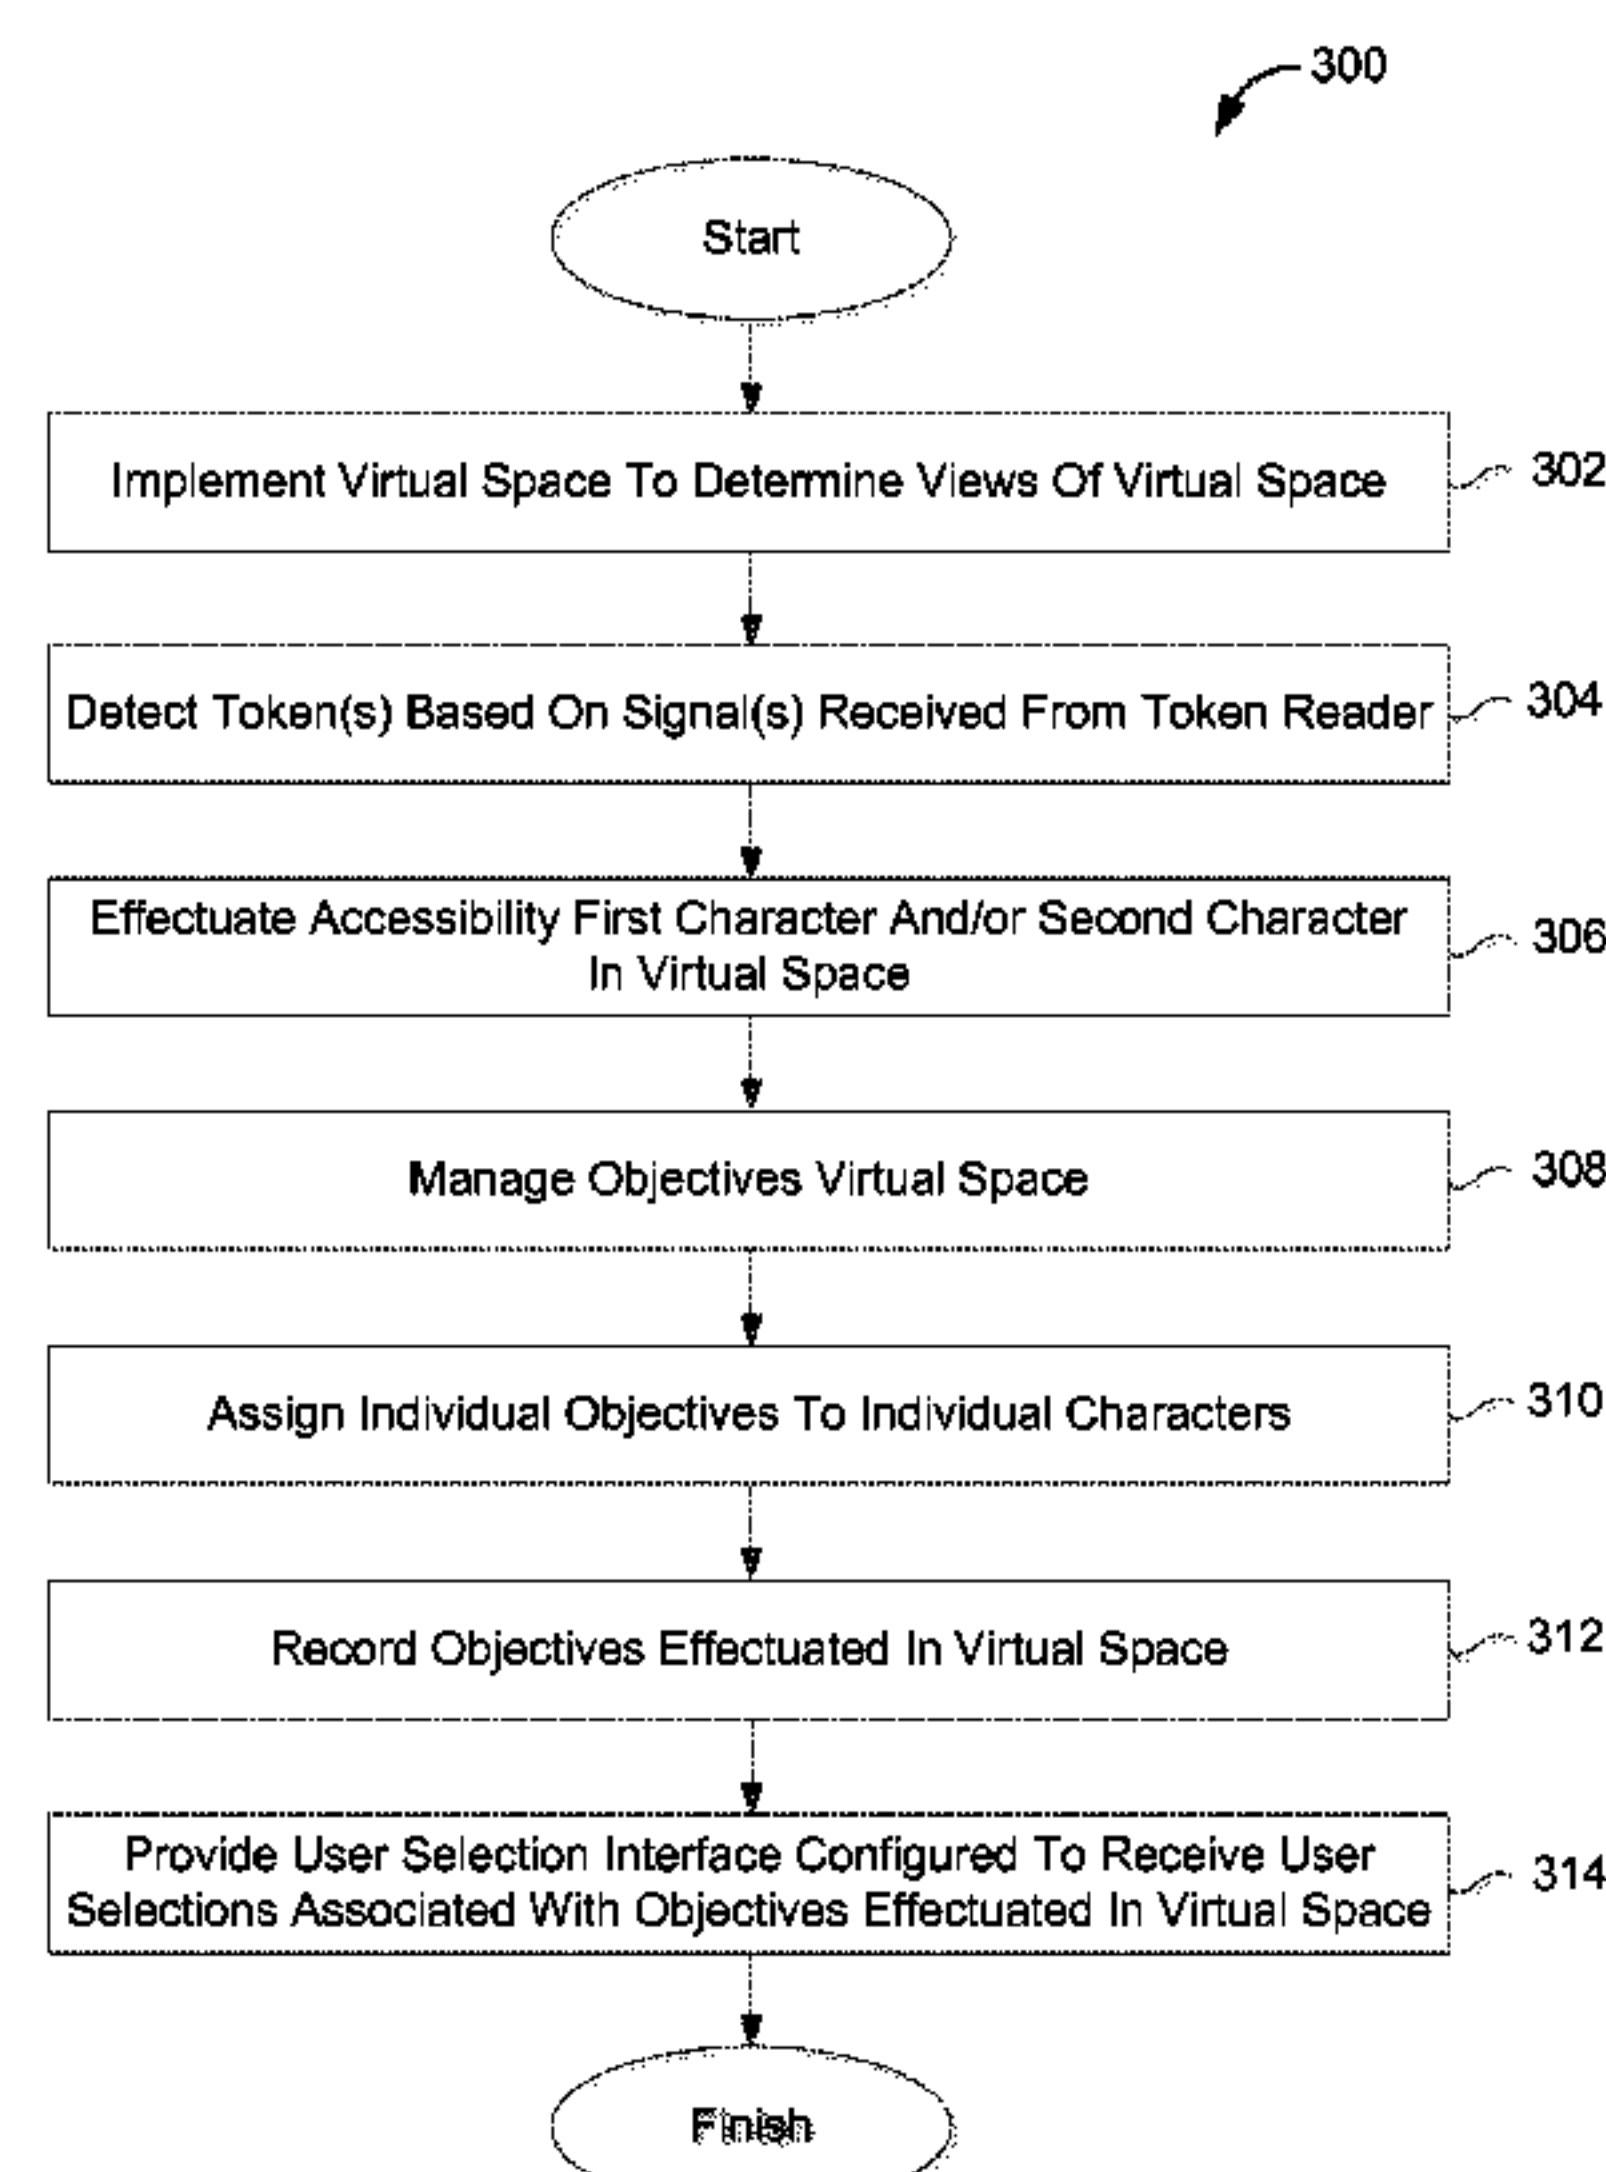 300
Start
Implement Virtual Space To Determine Views Of Virtual Space
302
Detect Token(s) Based On Signal(s) Received From Token Reader
304
Effectuate Accessibility First Character And/or Second Character
In Virtual Space
306
Manage Objectives Virtual Space
308
Assign Individual Objectives To Individual Characters
310
Record Objectives Effectuated In Virtual Space
312
Provide User Selection Interface Configured To Receive User
Selections Associated With Objectives Effectuated In Virtual Space
314
Finish